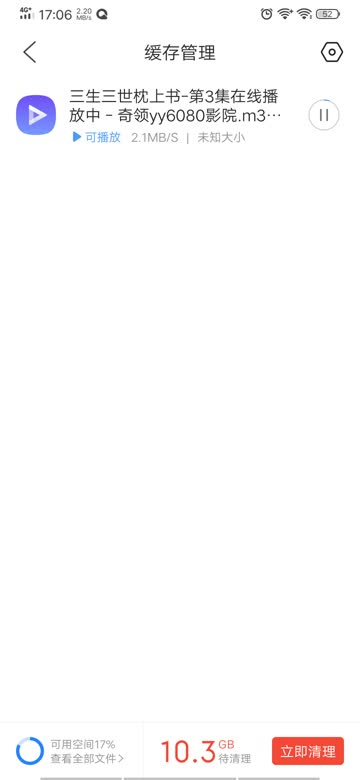 4G+ 17:06 2.20 MB/s 52
缓存管理
三生三世枕上书-第3集在线播
放中 - 奇领yy6080影院.m3…
可播放 2.1MB/S | 未知大小
可用空间17%
查看全部文件
10.3 GB
待清理
立即清理